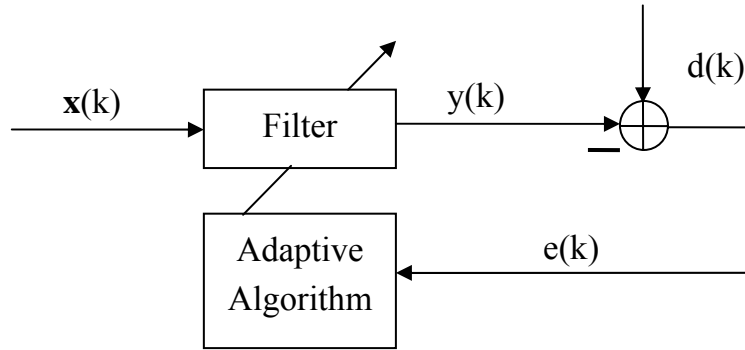 d(k)
x(k)
y(k)
Filter
Adaptive
Algorithm
e(k)